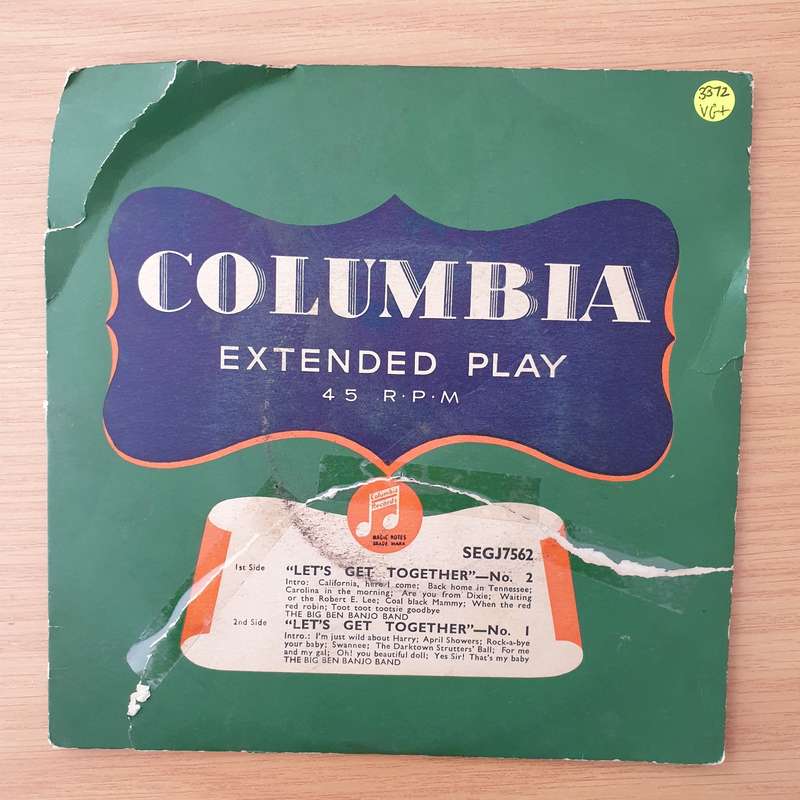 3372
VG+
COLUMBIA
EXTENDED PLAY
45 R·P·M
Columbia
Records
MAGIC NOTES
TRADE MARK
SEGJ7562
1st Side "LET'S GET TOGETHER"—No. 2
Intro: California, here I come; Back home in Tennessee;
Carolina in the morning; Are you from Dixie; Waiting
or the Robert E. Lee; Coal black Mammy; When the red
red robin; Toot toot tootsie goodbye
THE BIG BEN BANJO BAND
2nd Side "LET'S GET TOGETHER"—No. 1
Intro.: I'm just wild about Harry; April Showers; Rock-a-bye
your baby; Swannee; The Darktown Strutters' Ball; For me
and my gal; Oh! you beautiful doll; Yes Sir! That's my baby
THE BIG BEN BANJO BAND